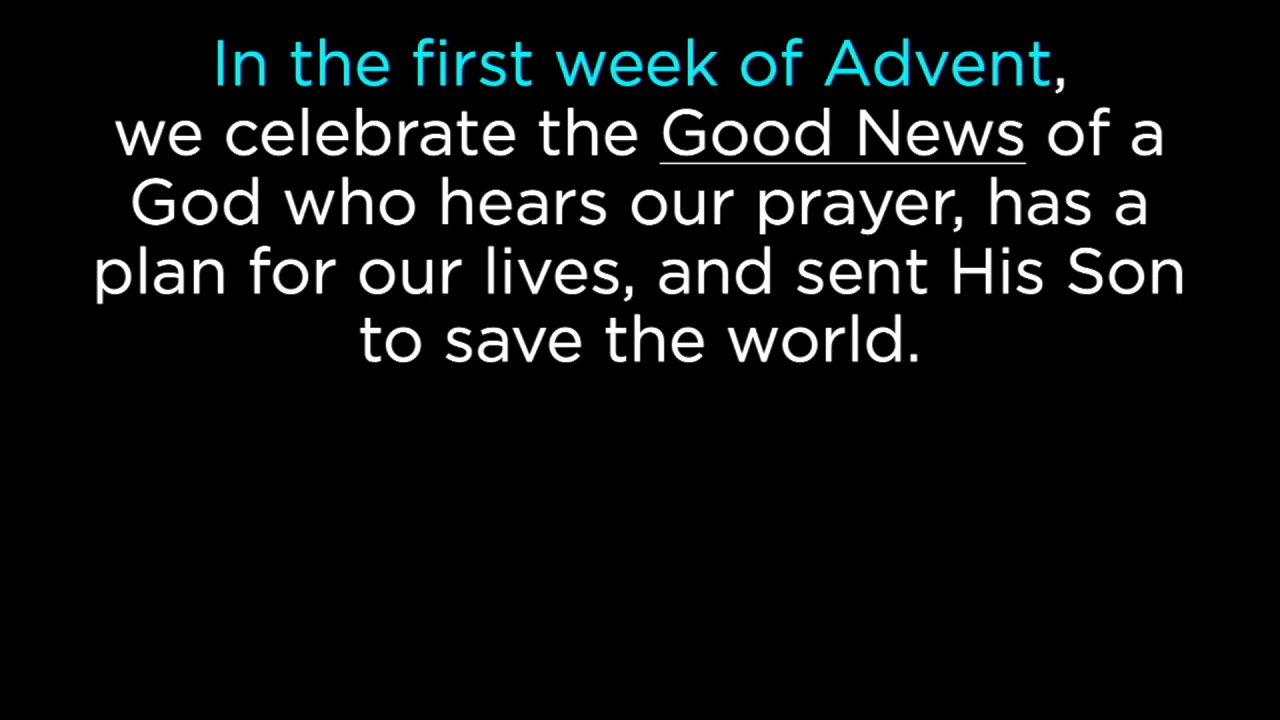 In the first week of Advent,
we celebrate the Good News of a
God who hears our prayer, has a
plan for our lives, and sent His Son
to save the world.